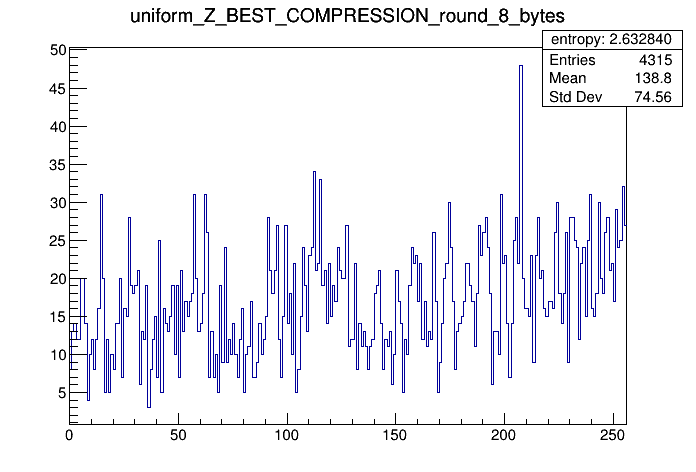 uniform_Z_BEST_COMPRESSION_round_8_bytes
entropy: 2.632840
Entries 4315
Mean 138.8
Std Dev 74.56
50
45
40
35
30
25
20
15
10
5
0 50 100 150 200 250